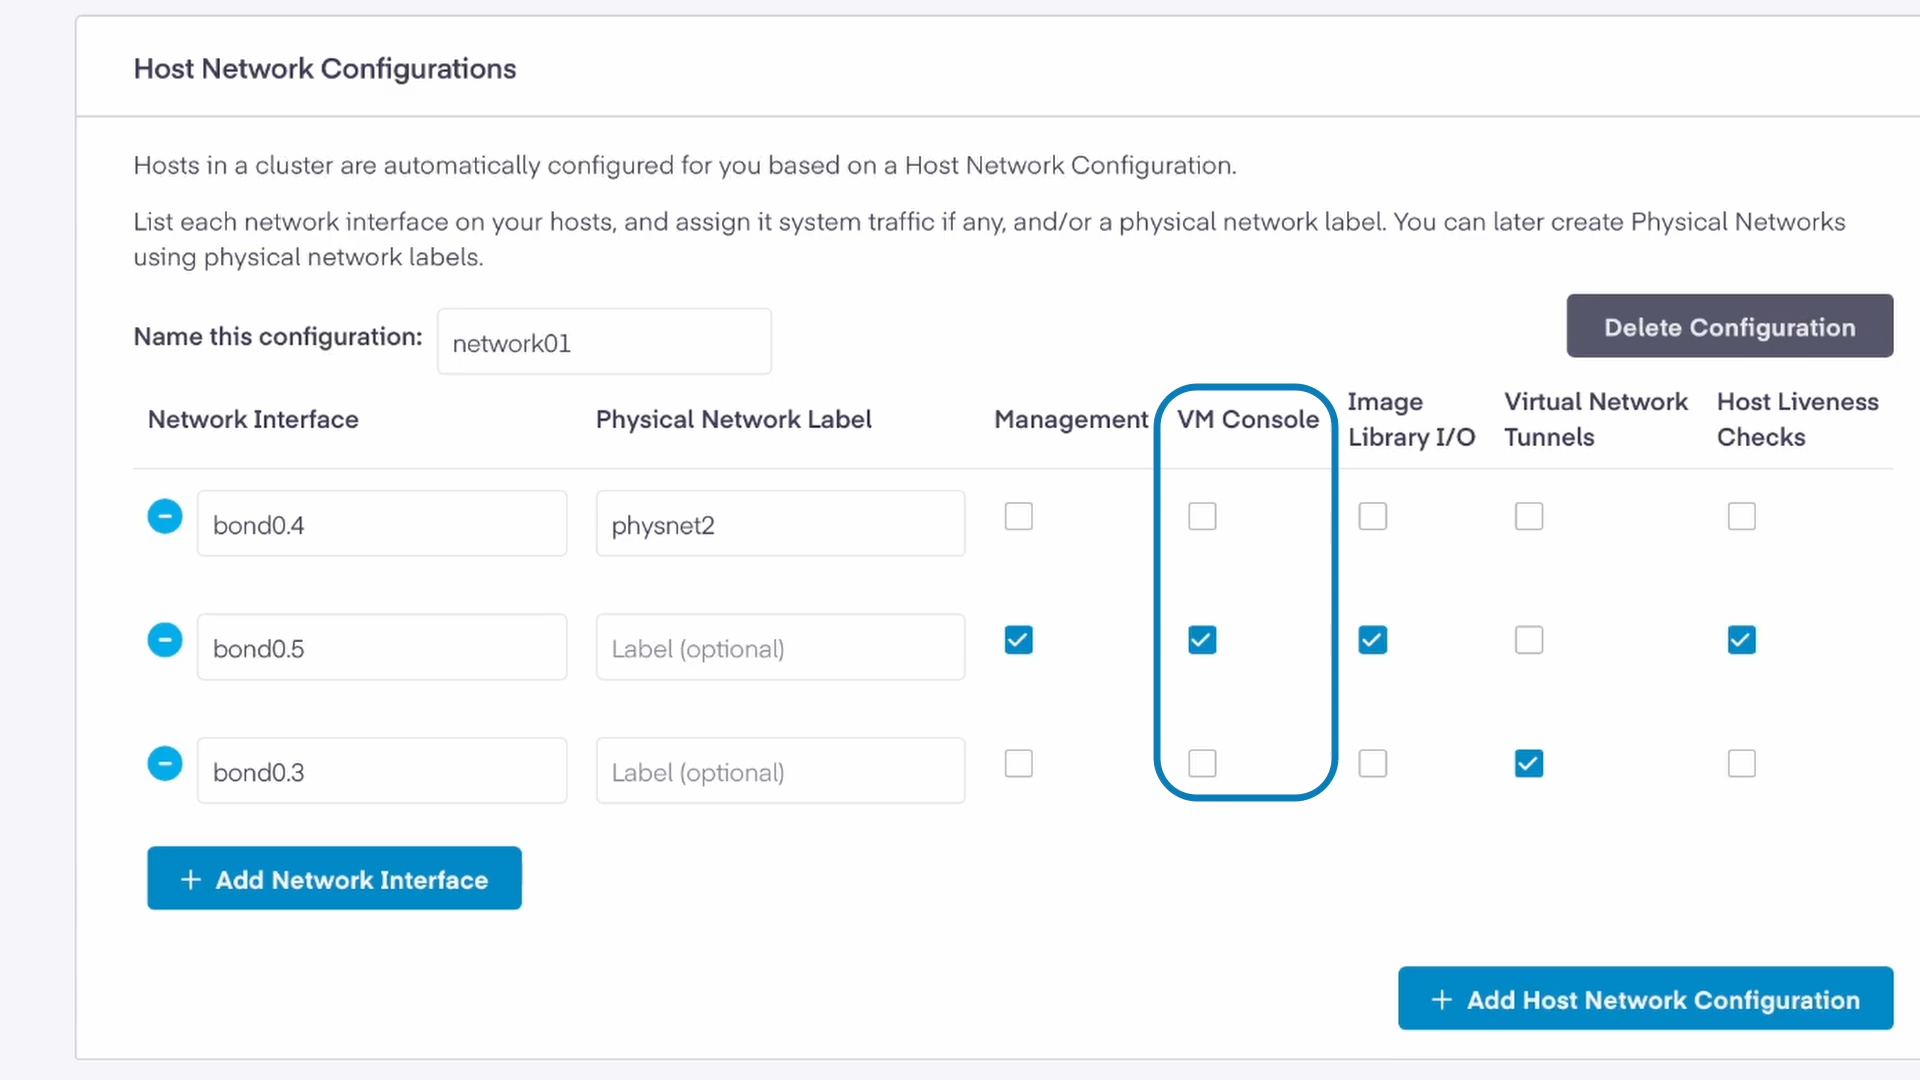 Host Network Configurations
Hosts in a cluster are automatically configured for you based on a Host Network Configuration.
List each network interface on your hosts, and assign it system traffic if any, and/or a physical network label. You can later create Physical Networks
using physical network labels.
Name this configuration: network01
Delete Configuration
Network Interface Physical Network Label Management VM Console Image Library I/O Virtual Network Tunnels Host Liveness Checks
bond0.4 physnet2
bond0.5 Label (optional)
bond0.3 Label (optional)
+ Add Network Interface
+ Add Host Network Configuration